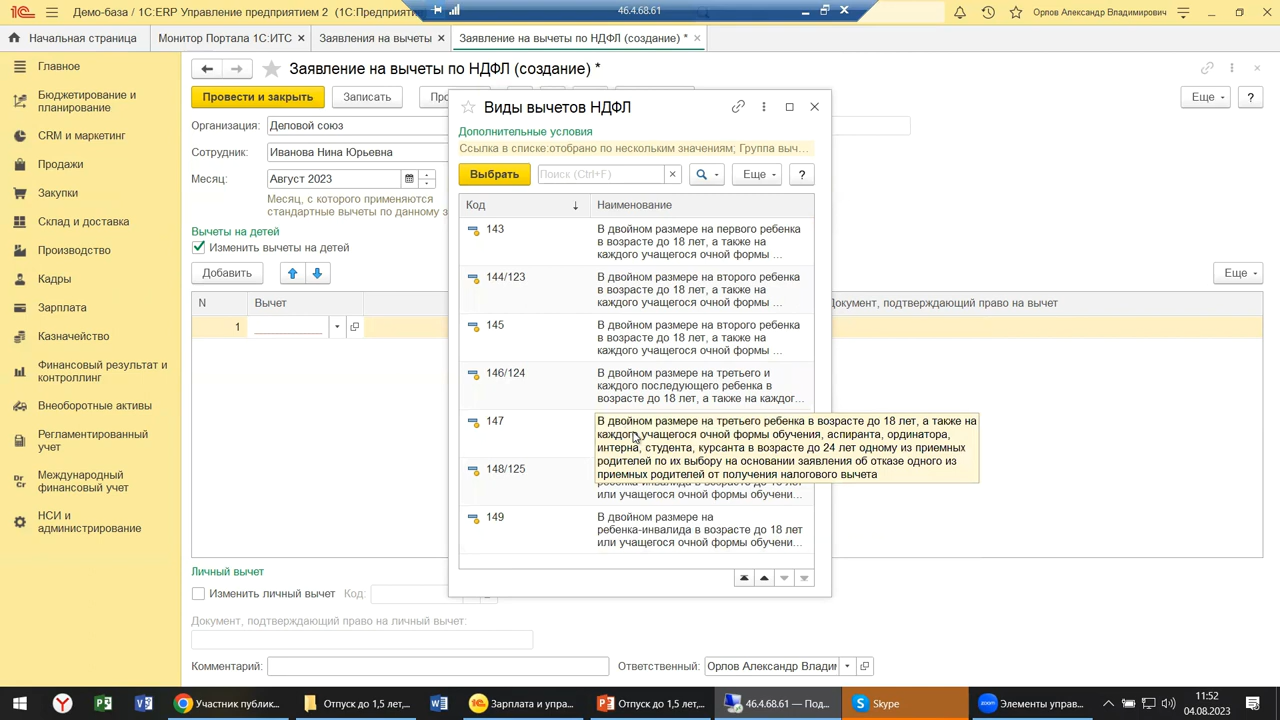 Демо-база / 1С:ERP Управление предприятием 2 (1С:Предприятие
46.4.68.61
Орлов Александр Владимирович
Начальная страница
Монитор Портала 1С:ИТС
Заявления на вычеты
Заявление на вычеты по НДФЛ (создание) *
Главное
Бюджетирование и
планирование
CRM и маркетинг
Продажи
Закупки
Склад и доставка
Производство
Кадры
Зарплата
Казначейство
Финансовый результат и
контроллинг
Внеоборотные активы
Регламентированный
учет
Международный
финансовый учет
НСИ и
администрирование
Заявление на вычеты по НДФЛ (создание) *
Провести и закрыть
Записать
Еще
?
Организация:
Деловой союз
Сотрудник:
Иванова Нина Юрьевна
Месяц:
Август 2023
Месяц, с которого применяются
стандартные вычеты по данному
Вычеты на детей
Изменить вычеты на детей
Добавить
Еще
N
Вычет
Документ, подтверждающий право на вычет
1
Виды вычетов НДФЛ
Дополнительные условия
Ссылка в списке:отобрано по нескольким значениям; Группа выч...
Выбрать
Поиск (Ctrl+F)
Еще
?
Код
Наименование
143
В двойном размере на первого ребенка
в возрасте до 18 лет, а также на
каждого учащегося очной формы ...
144/123
В двойном размере на второго ребенка
в возрасте до 18 лет, а также на
каждого учащегося очной формы ...
145
В двойном размере на второго ребенка
в возрасте до 18 лет, а также на
каждого учащегося очной формы ...
146/124
В двойном размере на третьего и
каждого последующего ребенка в
возрасте до 18 лет, а также на каждог...
147
В двойном размере на третьего ребенка в возрасте до 18 лет, а также на
каждого учащегося очной формы обучения, аспиранта, ординатора,
интерна, студента, курсанта в возрасте до 24 лет одному из приемных
родителей по их выбору на основании заявления об отказе одного из
приемных родителей от получения налогового вычета
148/125
или учащегося очной формы обучени...
149
В двойном размере на
ребенка-инвалида в возрасте до 18 лет
или учащегося очной формы обучени...
Личный вычет
Изменить личный вычет
Код:
Документ, подтверждающий право на личный вычет:
Комментарий:
Ответственный:
Орлов Александр Владим
Участник публик...
Отпуск до 1,5 лет,...
Зарплата и упра...
Отпуск до 1,5 лет,...
46.4.68.61 — Под...
Skype
Элементы управ...
11:52
04.08.2023